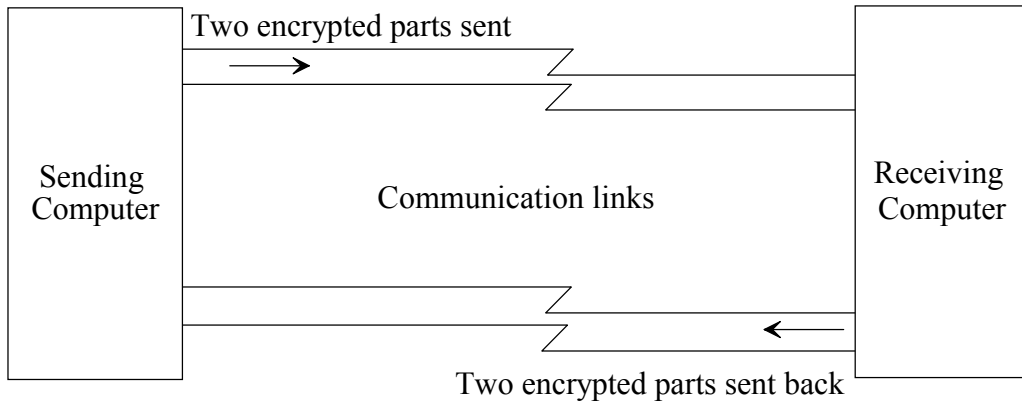 Two encrypted parts sent
Sending
Computer
Communication links
Receiving
Computer
Two encrypted parts sent back